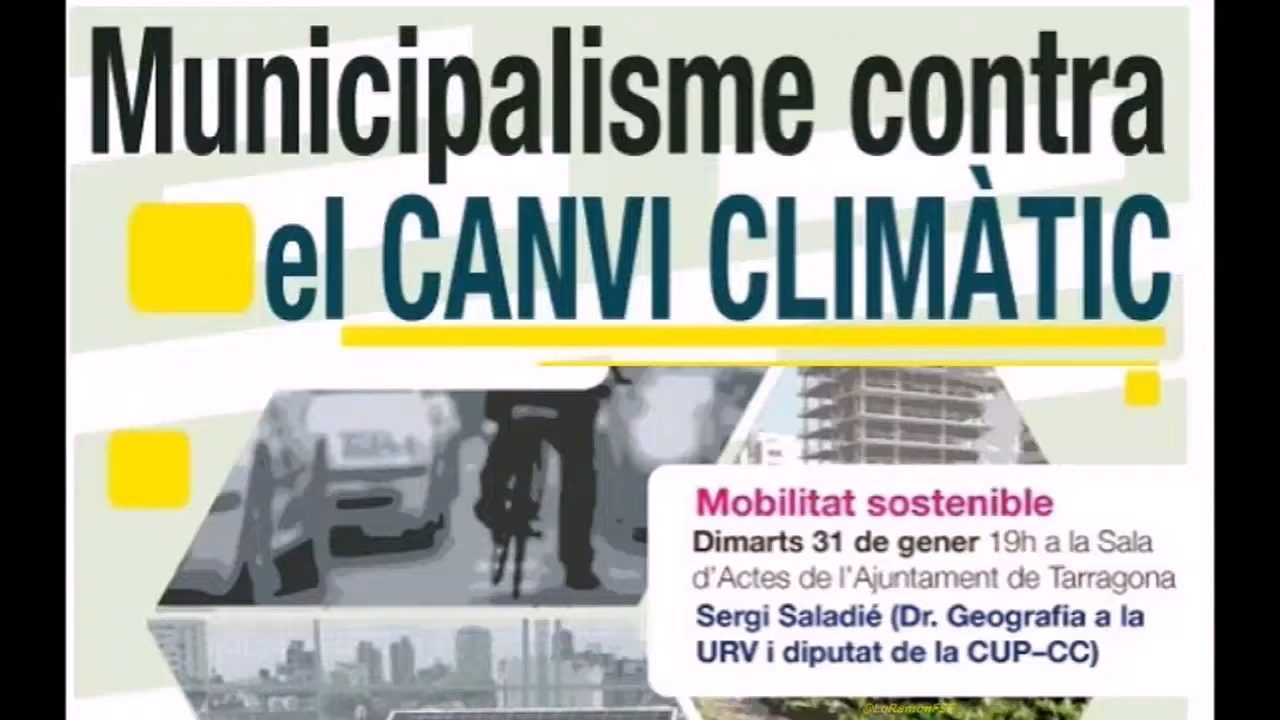 Municipalisme contra
el CANVI CLIMÀTIC
Mobilitat sostenible
Dimarts 31 de gener 19h a la Sala
d'Actes de l'Ajuntament de Tarragona
Sergi Saladié (Dr. Geografia a la
URV i diputat de la CUP–CC)
@LoRamonFSE